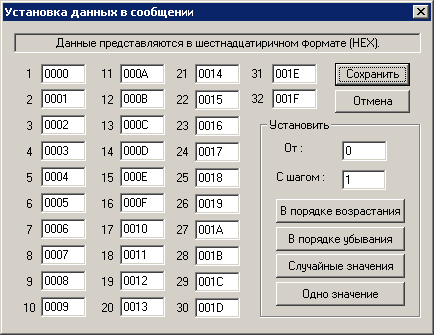 Установка данных в сообщении
Данные представляются в шестнадцатиричном формате (HEX).
1 0000 11 000A 21 0014 31 001E Сохранить
2 0001 12 000B 22 0015 32 001F Отмена
3 0002 13 000C 23 0016 Установить
4 0003 14 000D 24 0017 От : 0
5 0004 15 000E 25 0018 С шагом : 1
6 0005 16 000F 26 0019 В порядке возрастания
7 0006 17 0010 27 001A В порядке убывания
8 0007 18 0011 28 001B Случайные значения
9 0008 19 0012 29 001C Одно значение
10 0009 20 0013 30 001D